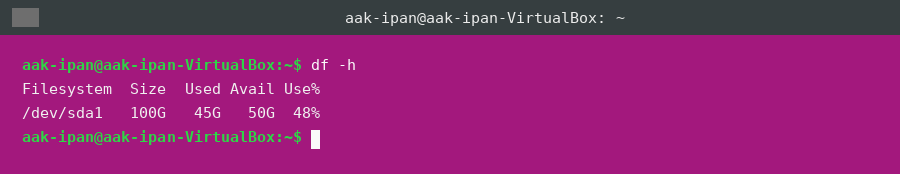 aak-ipan@aak-ipan-VirtualBox: ~
aak-ipan@aak-ipan-VirtualBox:~$ df -h
Filesystem  Size  Used Avail Use%
/dev/sda1   100G   45G   50G  48%
aak-ipan@aak-ipan-VirtualBox:~$